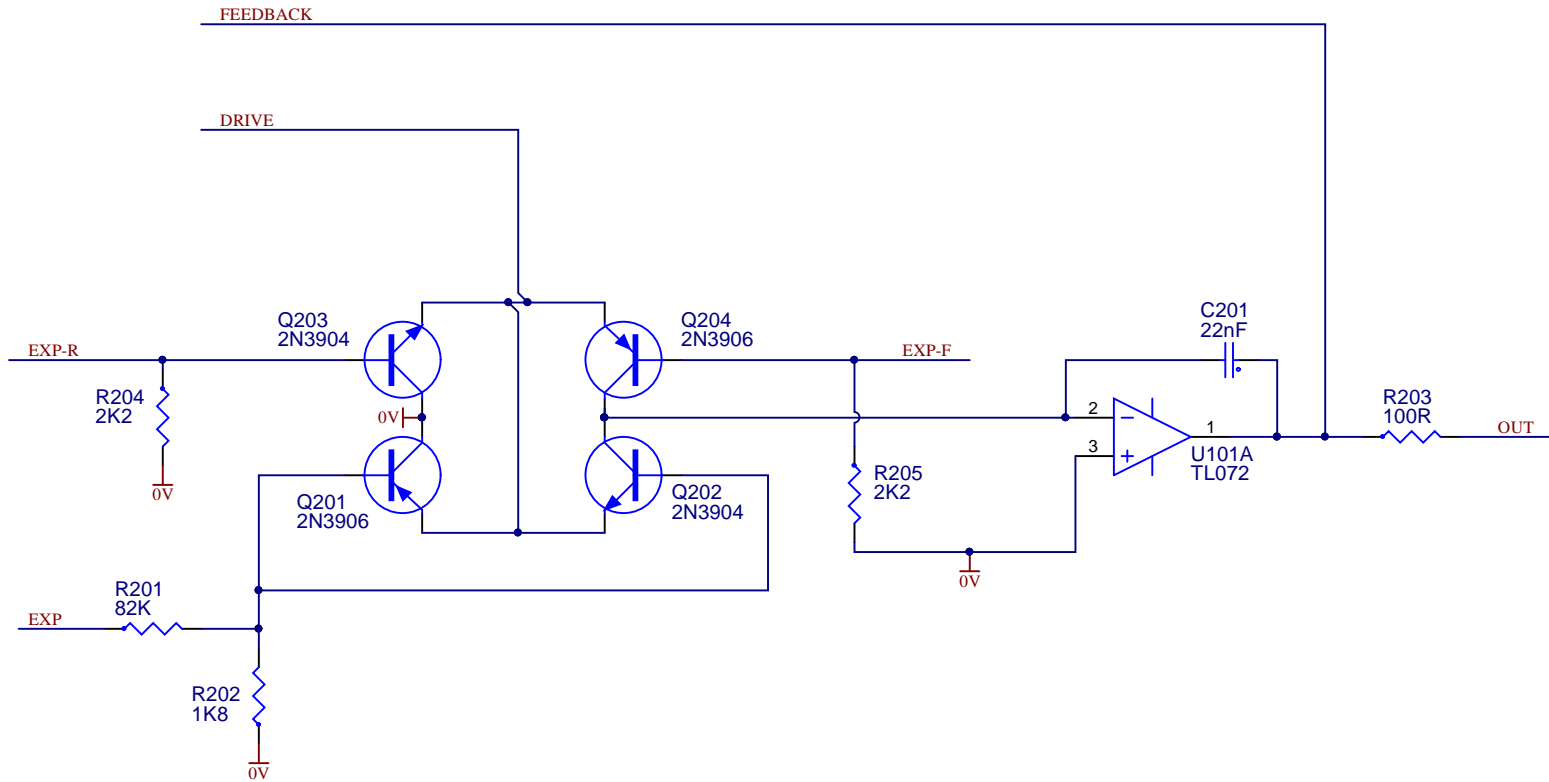 FEEDBACK
DRIVE
C201
22nF
Q203
2N3904
Q204
2N3906
EXP-R
EXP-F
R204
2K2
0V
2
3
1
R203
100R
OUT
U101A
TL072
R205
2K2
0V
Q201
2N3906
Q202
2N3904
0V
R201
82K
EXP
R202
1K8
0V